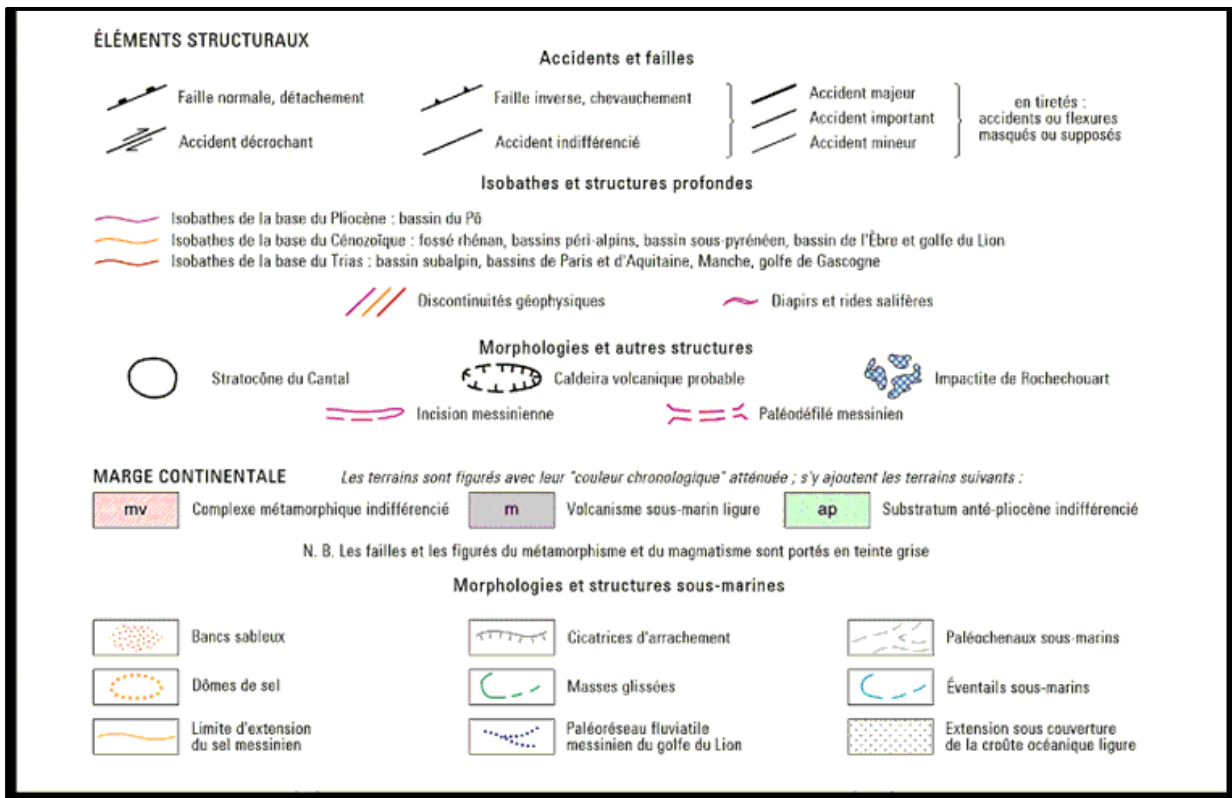 ÉLÉMENTS STRUCTURAUX
Accidents et failles
Faille normale, détachement
Faille inverse, chevauchement
Accident majeur
Accident important
Accident mineur
en tiretés :
accidents ou flexures
masqués ou supposés
Accident décrochant
Accident indifférencié
Isobathes et structures profondes
Isobathes de la base du Pliocène : bassin du Pô
Isobathes de la base du Cénozoïque : fossé rhénan, bassins péri-alpins, bassin sous-pyrénéen, bassin de l'Èbre et golfe du Lion
Isobathes de la base du Trias : bassin subalpin, bassins de Paris et d'Aquitaine, Manche, golfe de Gascogne
Discontinuités géophysiques
Diapirs et rides salifères
Morphologies et autres structures
Stratocône du Cantal
Caldeira volcanique probable
Impactite de Rochechouart
Incision messinienne
Paléodéfilé messinien
MARGE CONTINENTALE
Les terrains sont figurés avec leur "couleur chronologique" atténuée ; s'y ajoutent les terrains suivants :
mv
Complexe métamorphique indifférencié
m
Volcanisme sous-marin ligure
ap
Substratum anté-pliocène indifférencié
N. B. Les failles et les figurés du métamorphisme et du magmatisme sont portés en teinte grise
Morphologies et structures sous-marines
Bancs sableux
Cicatrices d'arrachement
Paléochenaux sous-marins
Dômes de sel
Masses glissées
Éventails sous-marins
Limite d'extension
du sel messinien
Paléoréseau fluviatile
messinien du golfe du Lion
Extension sous couverture
de la croûte océanique ligure